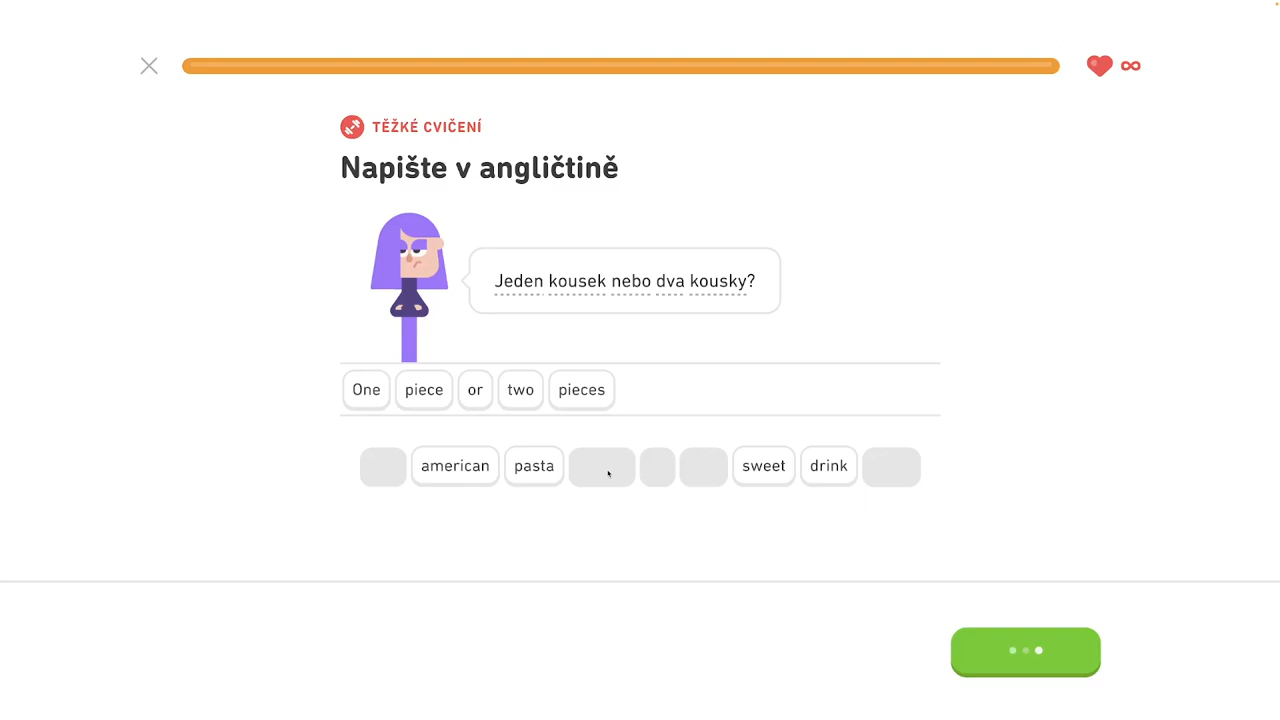 ∞
TĚŽKÉ CVIČENÍ
Napište v angličtině
Jeden kousek nebo dva kousky?
One piece or two pieces
american pasta sweet drink